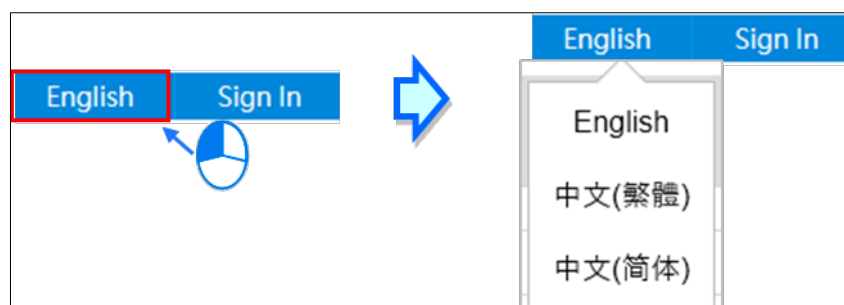 English Sign In
English Sign In
English
中文(繁體)
中文(简体)